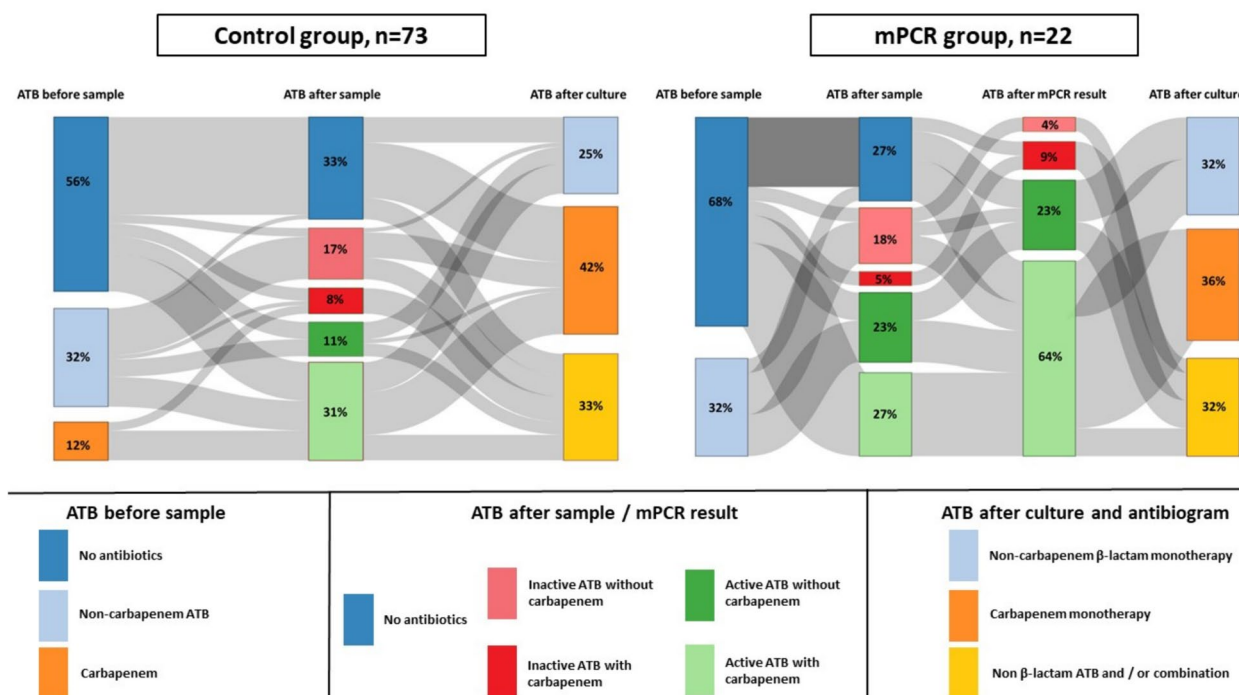 Control group, n=73
mPCR group, n=22
ATB before sample
ATB after sample
ATB after culture
56%
32%
12%
33%
17%
8%
11%
31%
25%
42%
33%
ATB before sample
ATB after sample
ATB after mPCR result
ATB after culture
68%
32%
27%
18%
5%
23%
27%
4%
9%
23%
64%
32%
36%
32%
ATB before sample
No antibiotics
Non-carbapenem ATB
Carbapenem
ATB after sample / mPCR result
No antibiotics
Inactive ATB without
carbapenem
Inactive ATB with
carbapenem
Active ATB without
carbapenem
Active ATB with
carbapenem
ATB after culture and antibiogram
Non-carbapenem β-lactam monotherapy
Carbapenem monotherapy
Non β-lactam ATB and / or combination